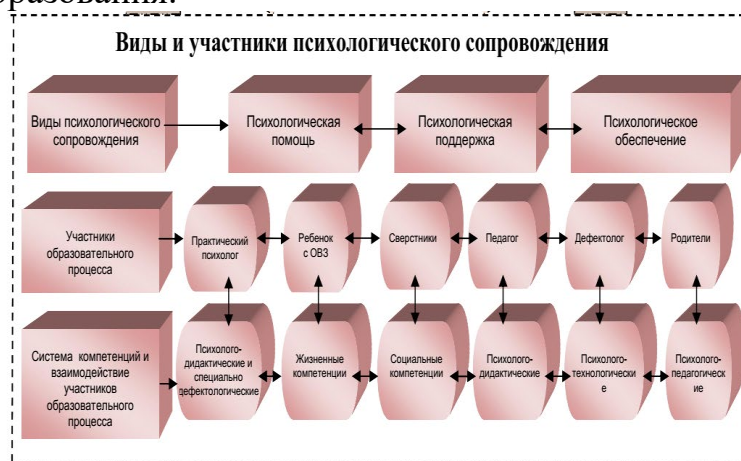 бразования.
Виды и участники психологического сопровождения
Виды психологического
сопровождения
Психологическая
помощь
Психологическая
поддержка
Психологическое
обеспечение
Участники
образовательного
процесса
Практический
психолог
Ребенок
с ОВЗ
Сверстники
Педагог
Дефектолог
Родители
Система компетенций и
взаимодействие
участников
образовательного
процесса
Психолого-
дидактические и
специально
дефектологические
Жизненные
компетенции
Социальные
компетенции
Психолого-
дидактические
Психолого-
технологически
е
Психолого-
педагогическ
ие